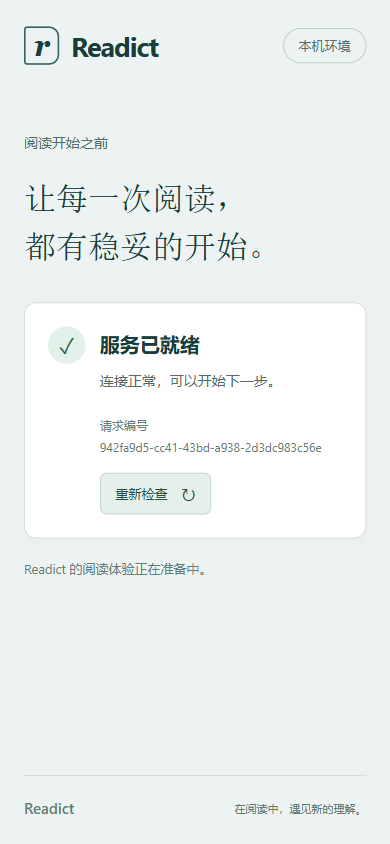 r Readict
本机环境
阅读开始之前
让每一次阅读，
都有稳妥的开始。
✓ 服务已就绪
连接正常，可以开始下一步。
请求编号
942fa9d5-cc41-43bd-a938-2d3dc983c56e
重新检查 ↻
Readict 的阅读体验正在准备中。
Readict
在阅读中，遇见新的理解。